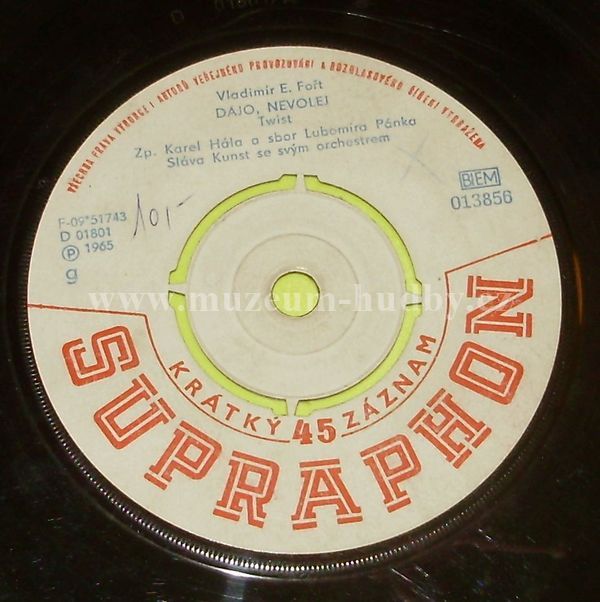 VŠECHNA PRÁVA VÝROBCE I AUTORŮ VEŘEJNÉHO PROVOZOVÁNÍ A ROZHLASOVÉHO ŠÍŘENÍ VYHRAŽENA
Vladimír E. Fořt
DAJO, NEVOLEJ
Twist
Zp. Karel Hála a sbor Lubomíra Pánka
Sláva Kunst se svým orchestrem
F-09*51743
D 01801
P 1965
g
101-
BIEM
013856
www.muzeum-hudby.cz
KRÁTKÝ 45 ZÁZNAM
SUPRAPHON